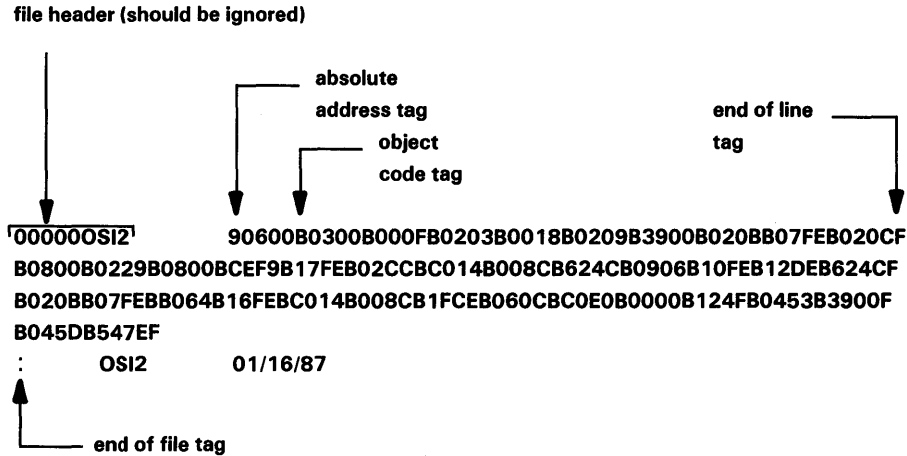 file header (should be ignored)
absolute
address tag
end of line
tag
object
code tag
00000OSI2 90600B0300B000FB0203B0018B0209B3900B020BB07FEB020CF
B0800B0229B0800BCEF9B17FEB02CCBC014B008CB624CB0906B10FEB12DEB624CF
B020BB07FEBB064B16FEBC014B008CB1FCEB060CBC0E0B0000B124FB0453B3900F
B045DB547EF
: OSI2 01/16/87
end of file tag